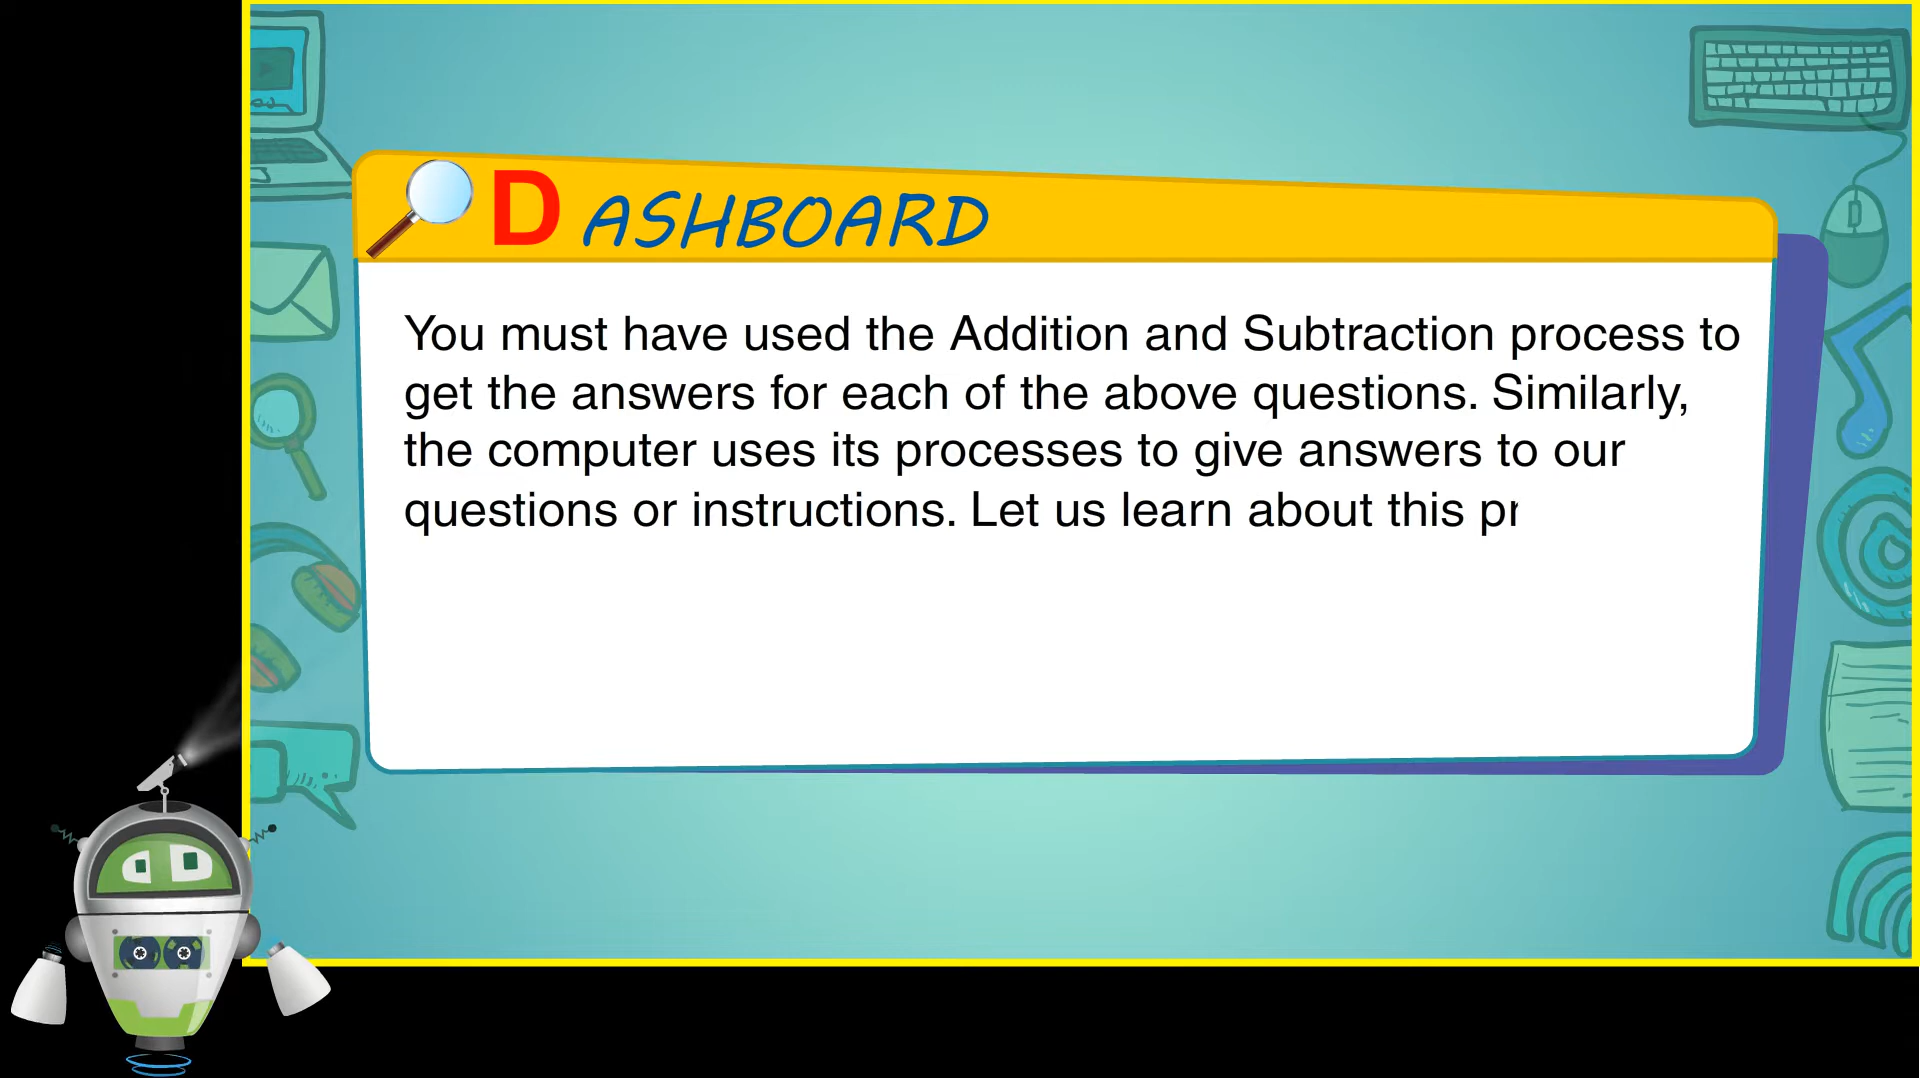 DASHBOARD
You must have used the Addition and Subtraction process to
get the answers for each of the above questions. Similarly,
the computer uses its processes to give answers to our
questions or instructions. Let us learn about this pr